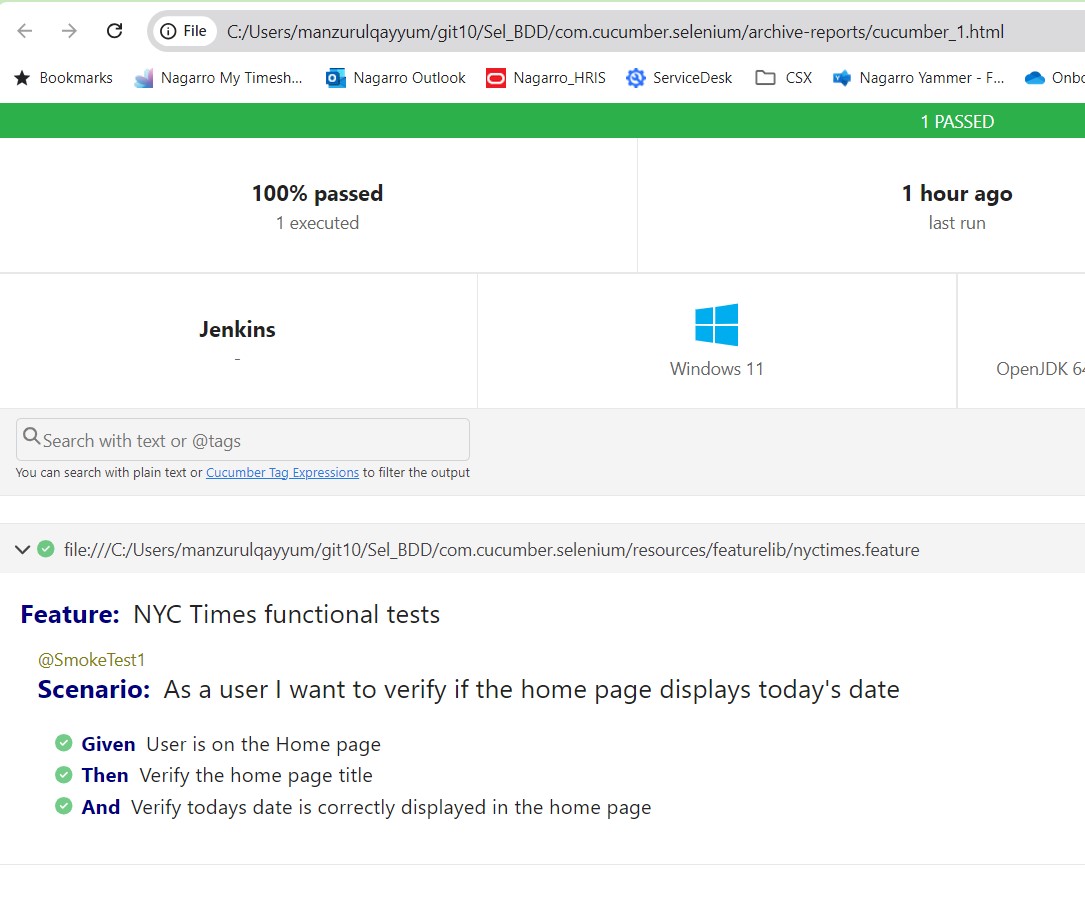 File C:/Users/manzurulqayyum/git10/Sel_BDD/com.cucumber.selenium/archive-reports/cucumber_1.html
Bookmarks Nagarro My Timesh... Nagarro Outlook Nagarro_HRIS ServiceDesk CSX Nagarro Yammer - F... Onbo
1 PASSED
100% passed 1 hour ago
1 executed last run
Jenkins
-
Windows 11 OpenJDK 64
Search with text or @tags
You can search with plain text or Cucumber Tag Expressions to filter the output
file:///C:/Users/manzurulqayyum/git10/Sel_BDD/com.cucumber.selenium/resources/featurelib/nyctimes.feature
Feature: NYC Times functional tests
@SmokeTest1
Scenario: As a user I want to verify if the home page displays today's date
Given User is on the Home page
Then Verify the home page title
And Verify todays date is correctly displayed in the home page